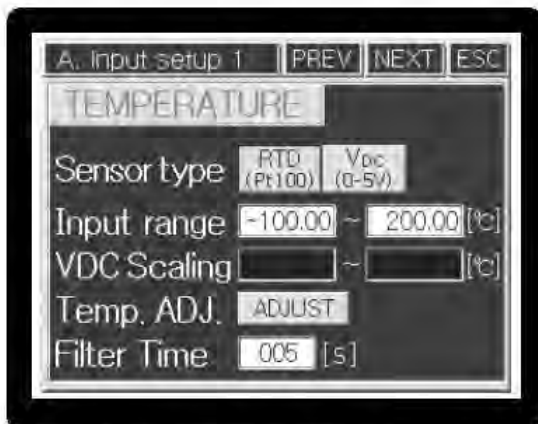 A. Input setup 1 PREV NEXT ESC
TEMPERATURE
Sensor type RTD (Pt100) VDC (0-5V)
Input range -100.00 ~ 200.00 [℃]
VDC Scaling ~ [℃]
Temp. ADJ. ADJUST
Filter Time 005 [S]